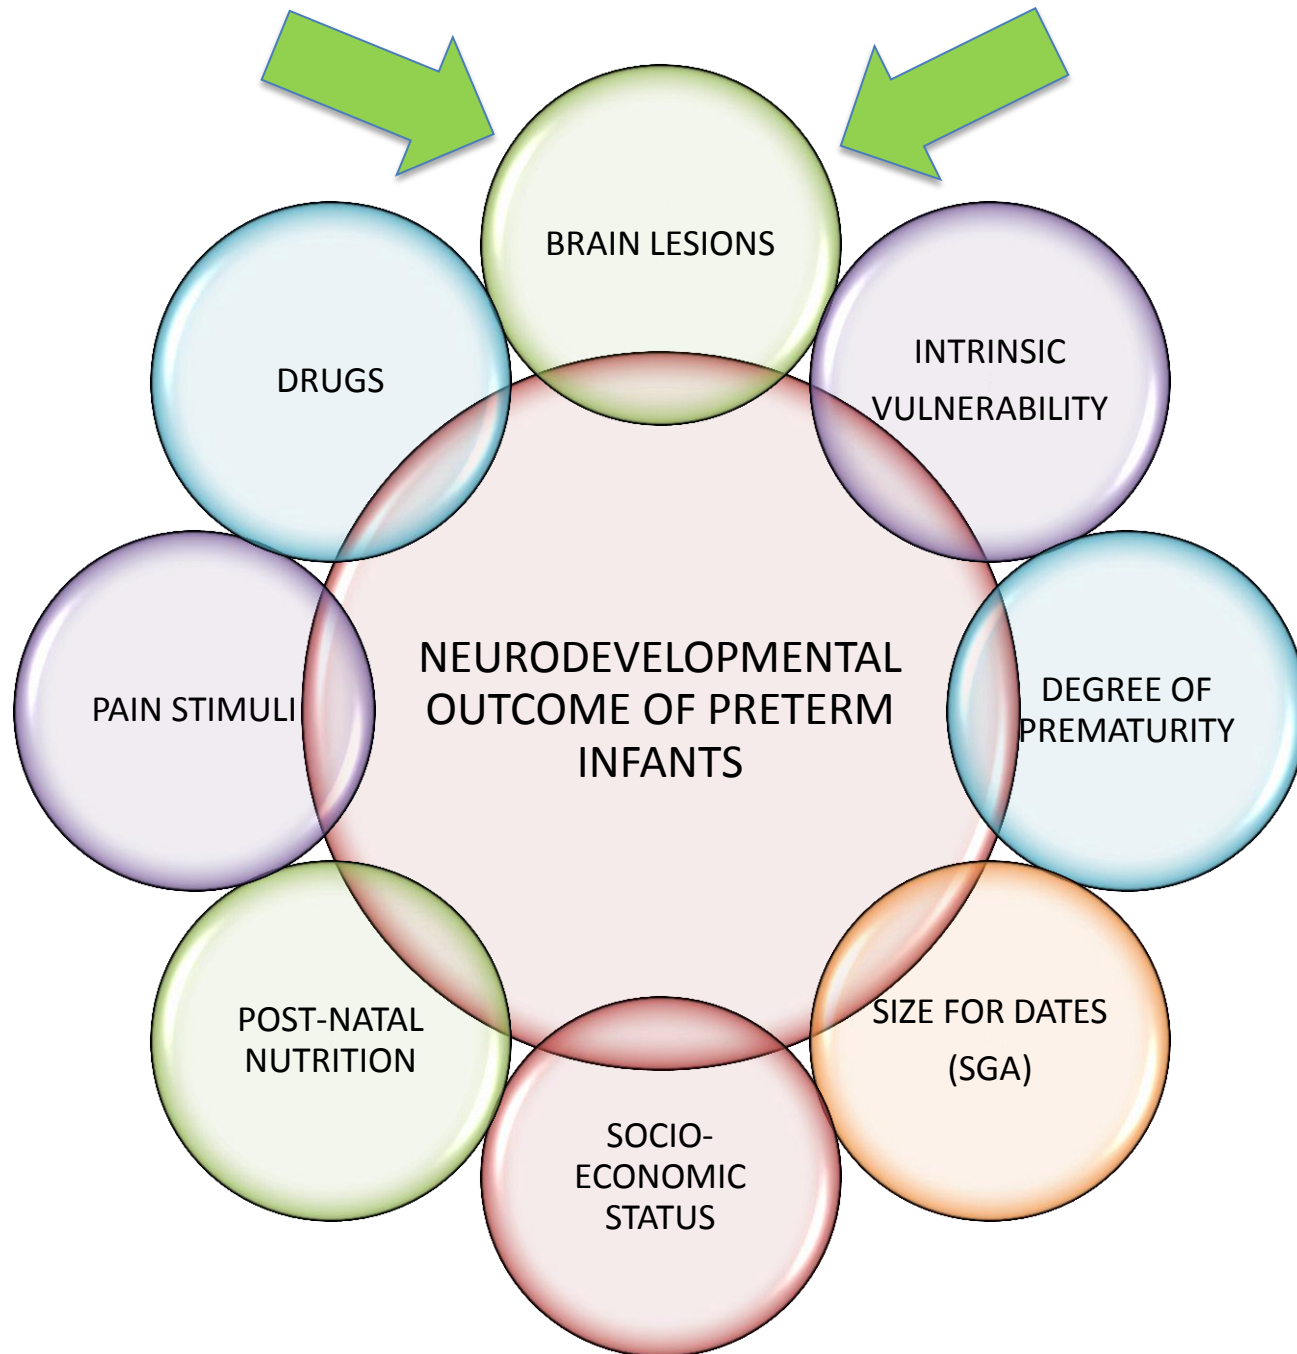 BRAIN LESIONS
INTRINSIC
VULNERABILITY
DRUGS
NEURODEVELOPMENTAL
OUTCOME OF PRETERM
INFANTS
DEGREE OF
PREMATURITY
PAIN STIMULI
SIZE FOR DATES
(SGA)
POST-NATAL
NUTRITION
SOCIO-
ECONOMIC
STATUS